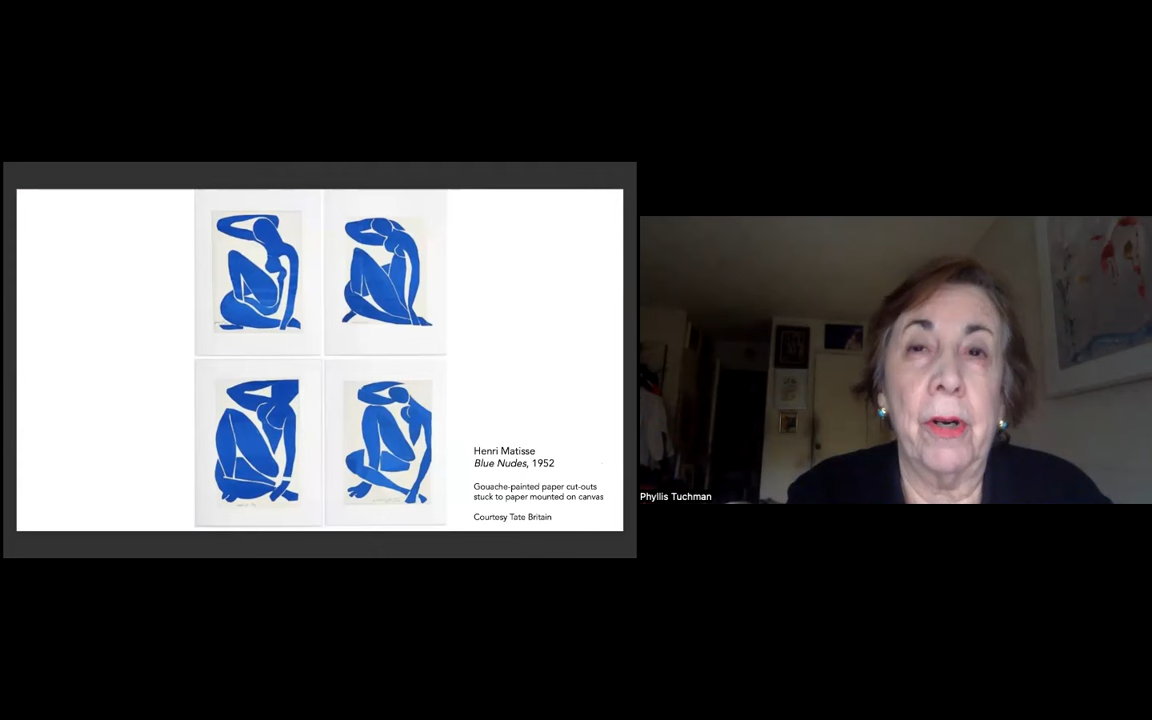 Henri Matisse
Blue Nudes, 1952
Gouache-painted paper cut-outs
stuck to paper mounted on canvas
Courtesy Tate Britain
Phyllis Tuchman